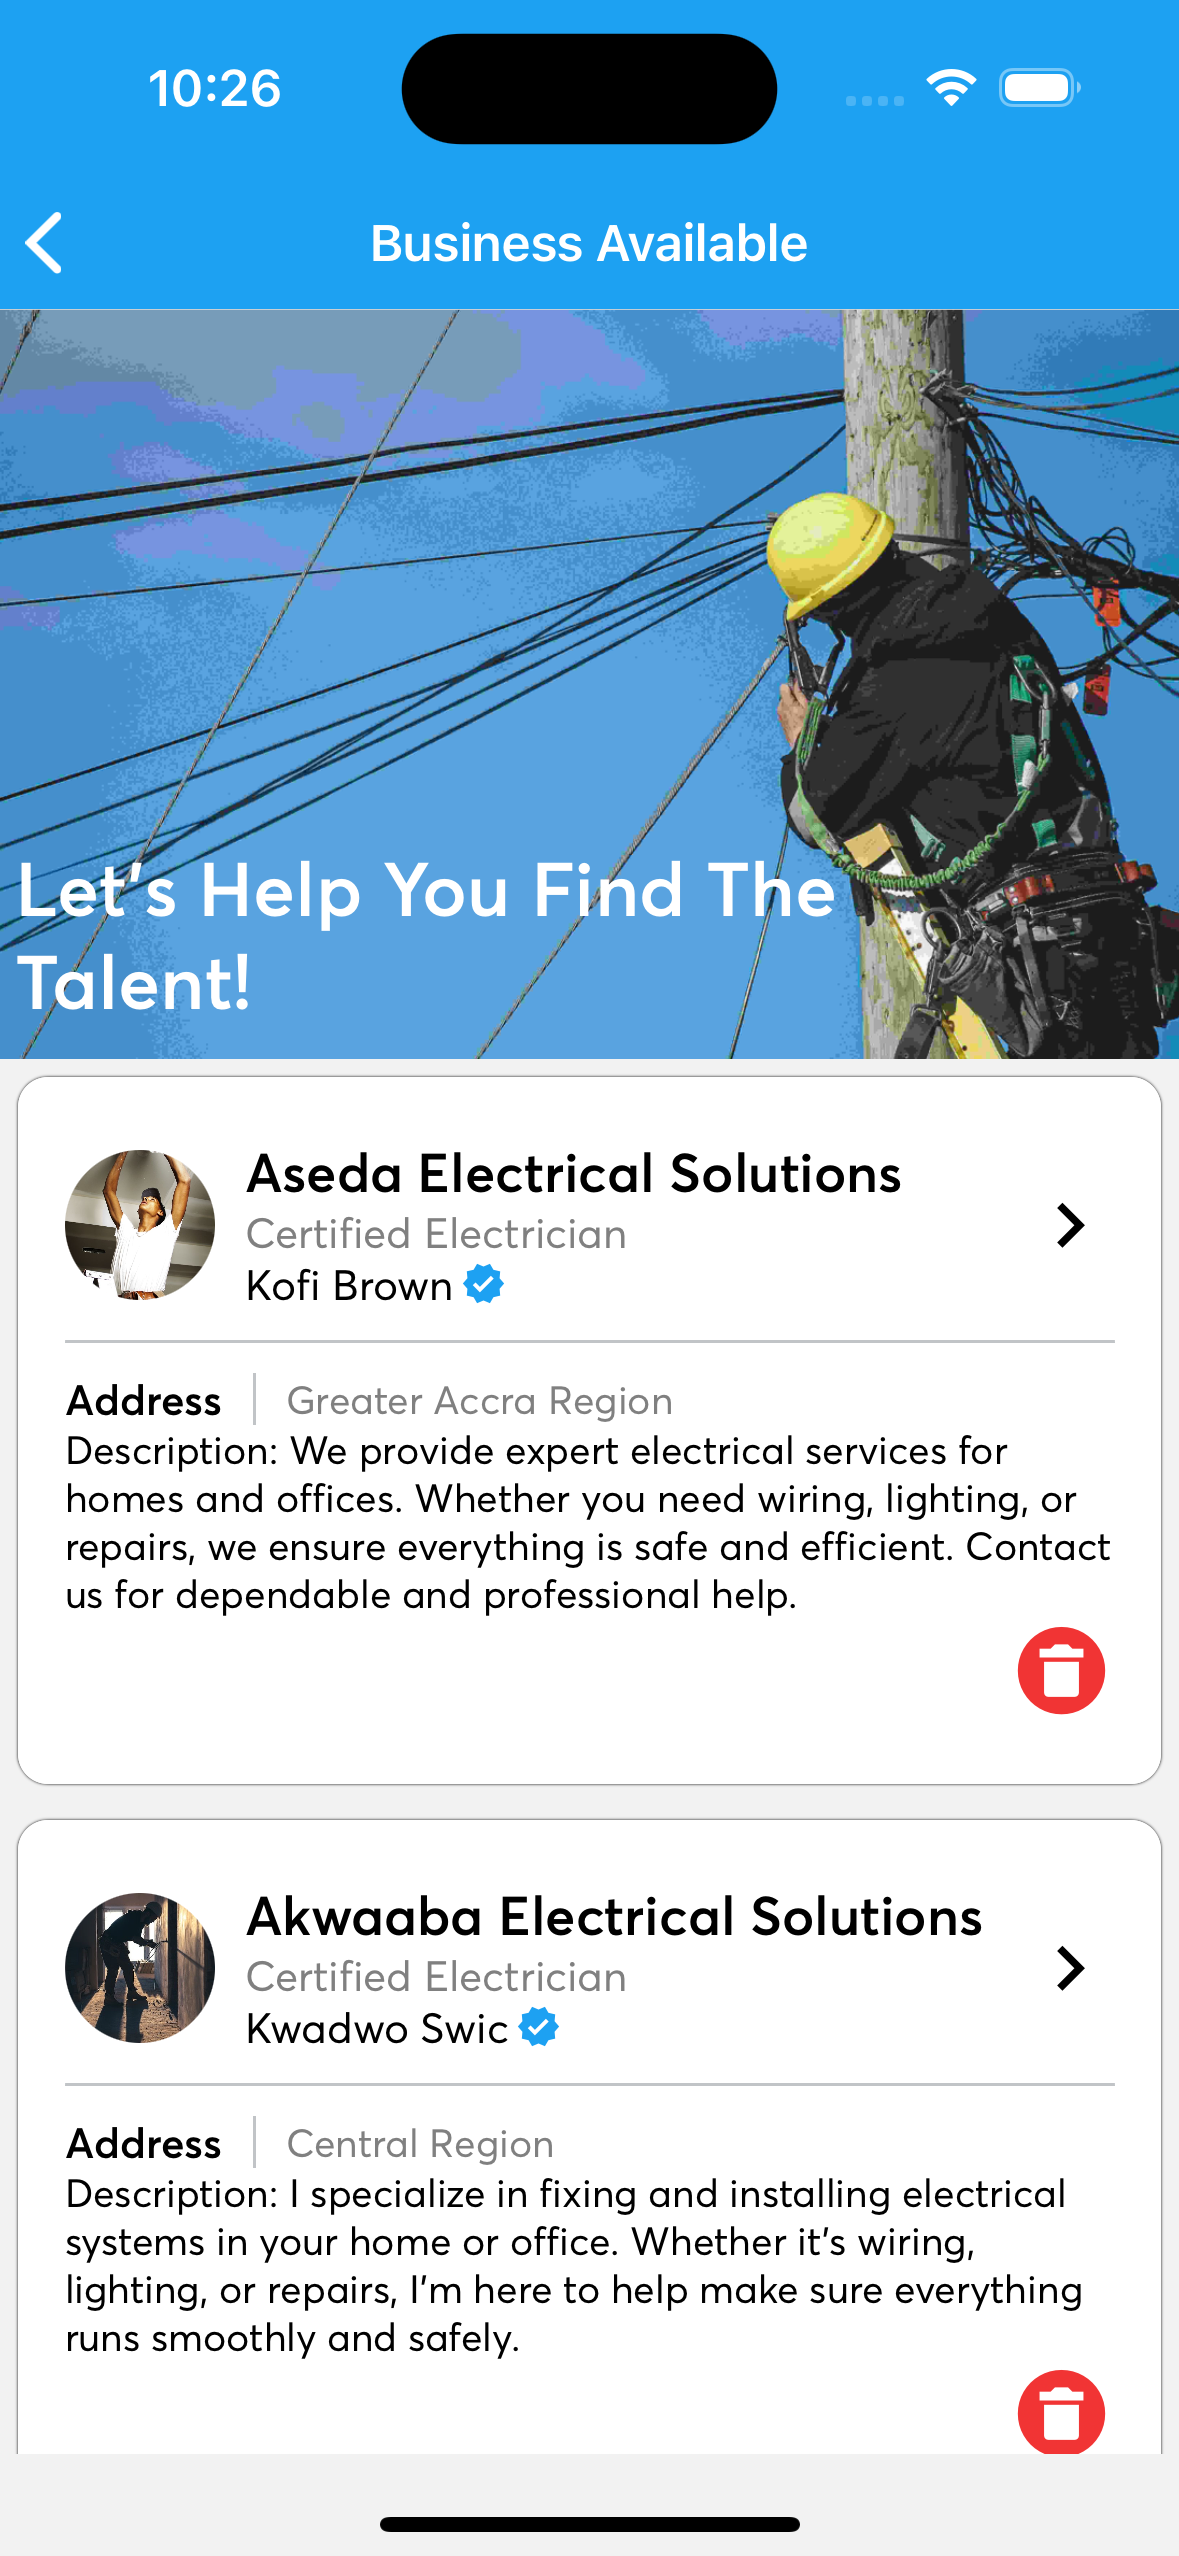 10:26
Business Available
Let's Help You Find The
Talent!
Aseda Electrical Solutions
Certified Electrician
Kofi Brown
Address
Greater Accra Region
Description: We provide expert electrical services for
homes and offices. Whether you need wiring, lighting, or
repairs, we ensure everything is safe and efficient. Contact
us for dependable and professional help.
Akwaaba Electrical Solutions
Certified Electrician
Kwadwo Swic
Address
Central Region
Description: I specialize in fixing and installing electrical
systems in your home or office. Whether it's wiring,
lighting, or repairs, I'm here to help make sure everything
runs smoothly and safely.